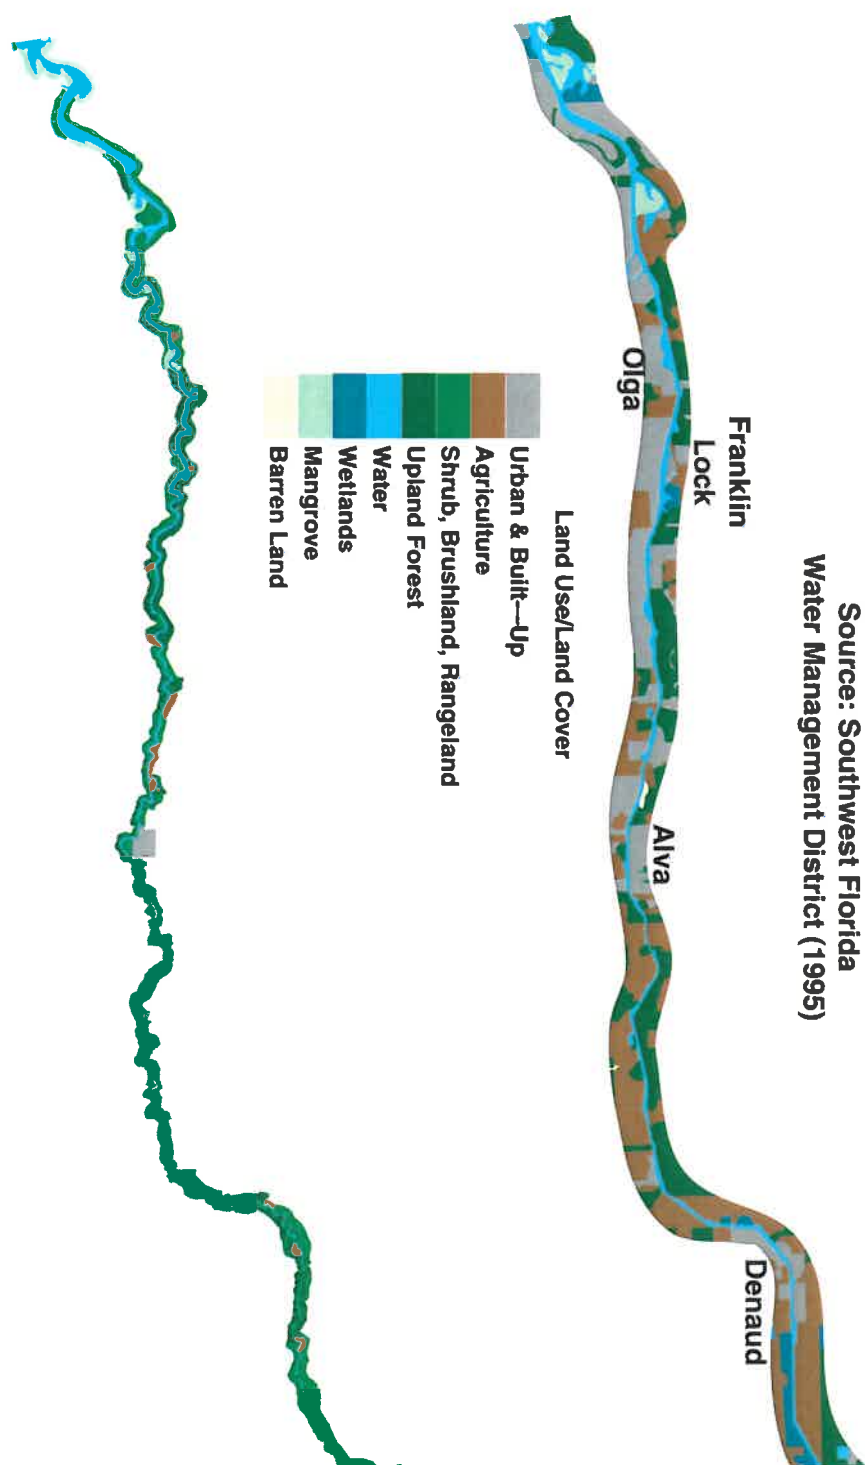 Source: Southwest Florida
Water Management District (1995)
Franklin
Lock
Olga
Alva
Denaud
Land Use/Land Cover
Urban & Built—Up
Agriculture
Shrub, Brushland, Rangeland
Upland Forest
Water
Wetlands
Mangrove
Barren Land